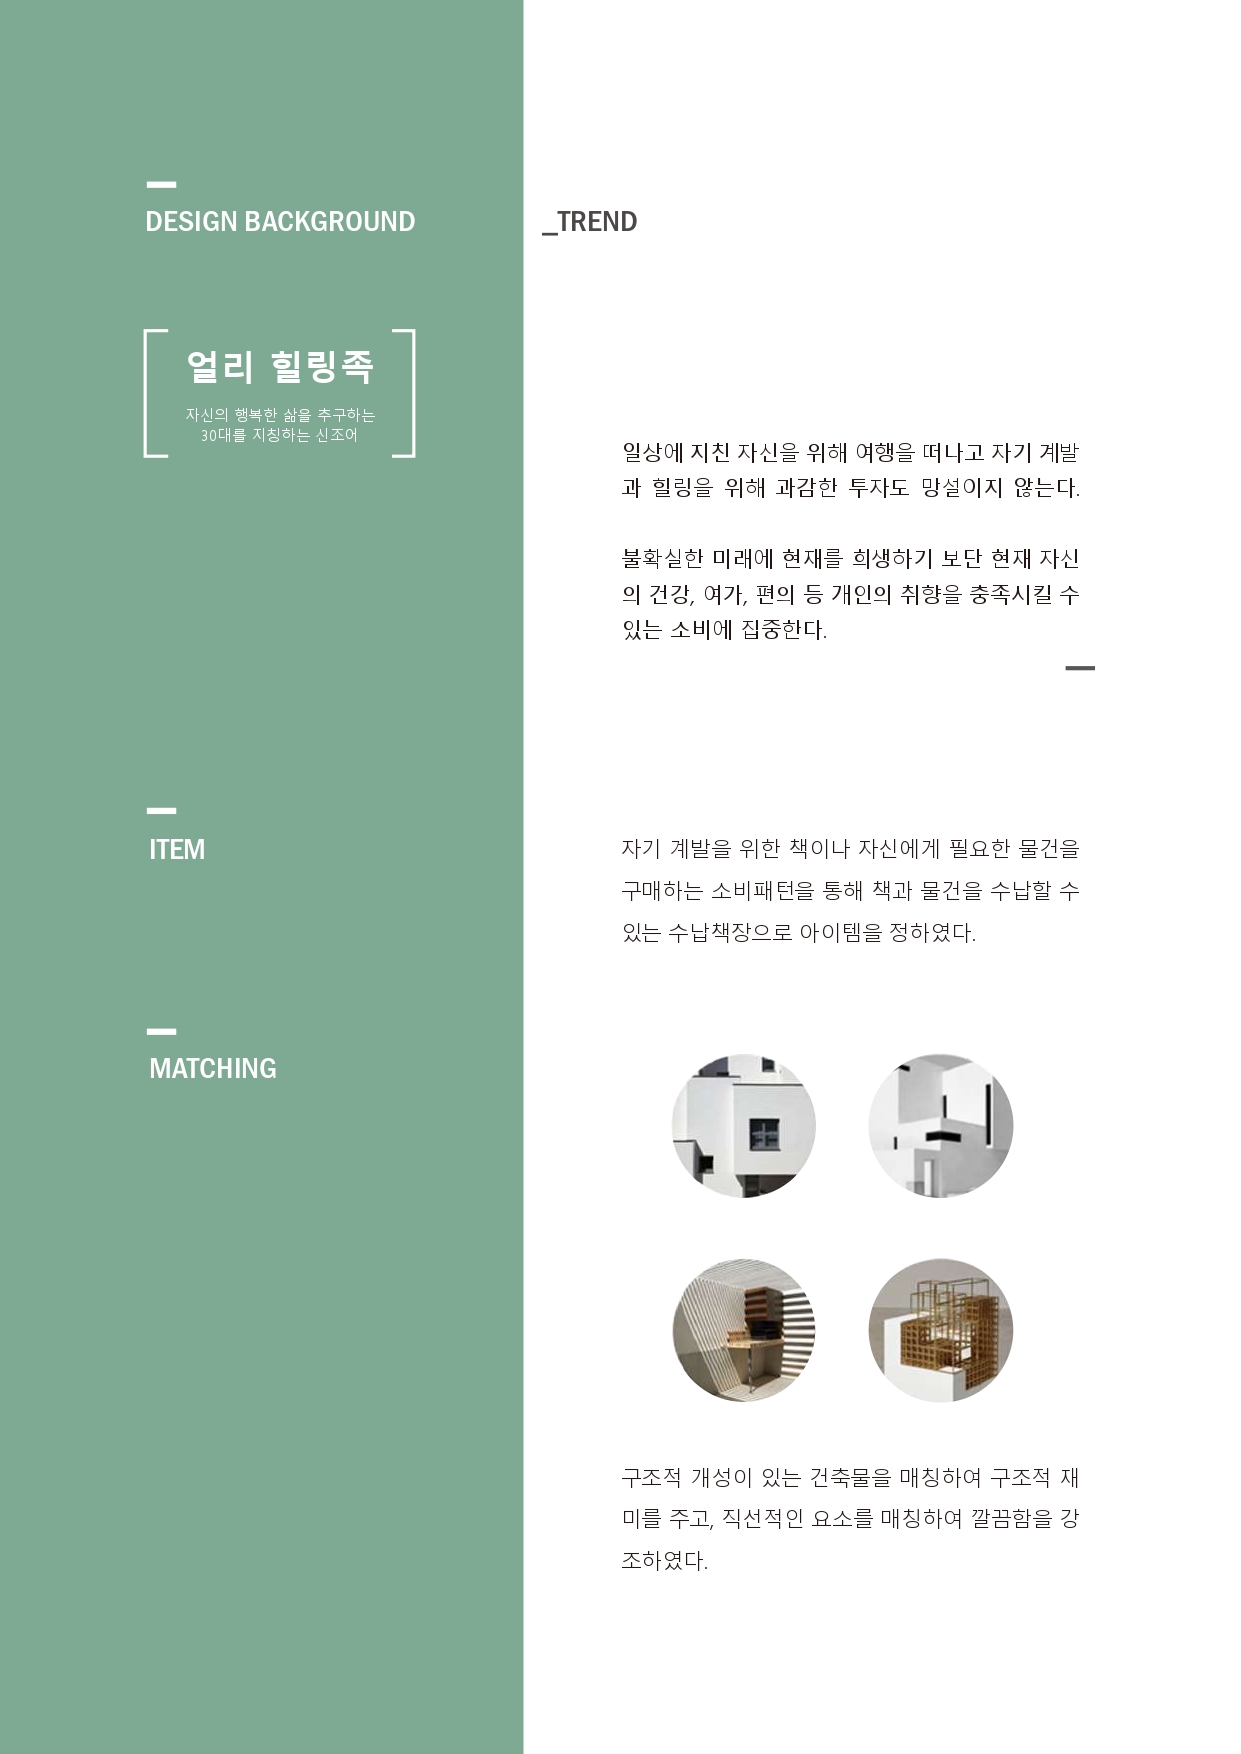 DESIGN BACKGROUND
_TREND
얼리 힐링족
자신의 행복한 삶을 추구하는
30대를 지칭하는 신조어
일상에 지친 자신을 위해 여행을 떠나고 자기 계발
과 힐링을 위해 과감한 투자도 망설이지 않는다.
불확실한 미래에 현재를 희생하기 보단 현재 자신
의 건강, 여가, 편의 등 개인의 취향을 충족시킬 수
있는 소비에 집중한다.
ITEM
자기 계발을 위한 책이나 자신에게 필요한 물건을
구매하는 소비패턴을 통해 책과 물건을 수납할 수
있는 수납책장으로 아이템을 정하였다.
MATCHING
구조적 개성이 있는 건축물을 매칭하여 구조적 재
미를 주고, 직선적인 요소를 매칭하여 깔끔함을 강
조하였다.